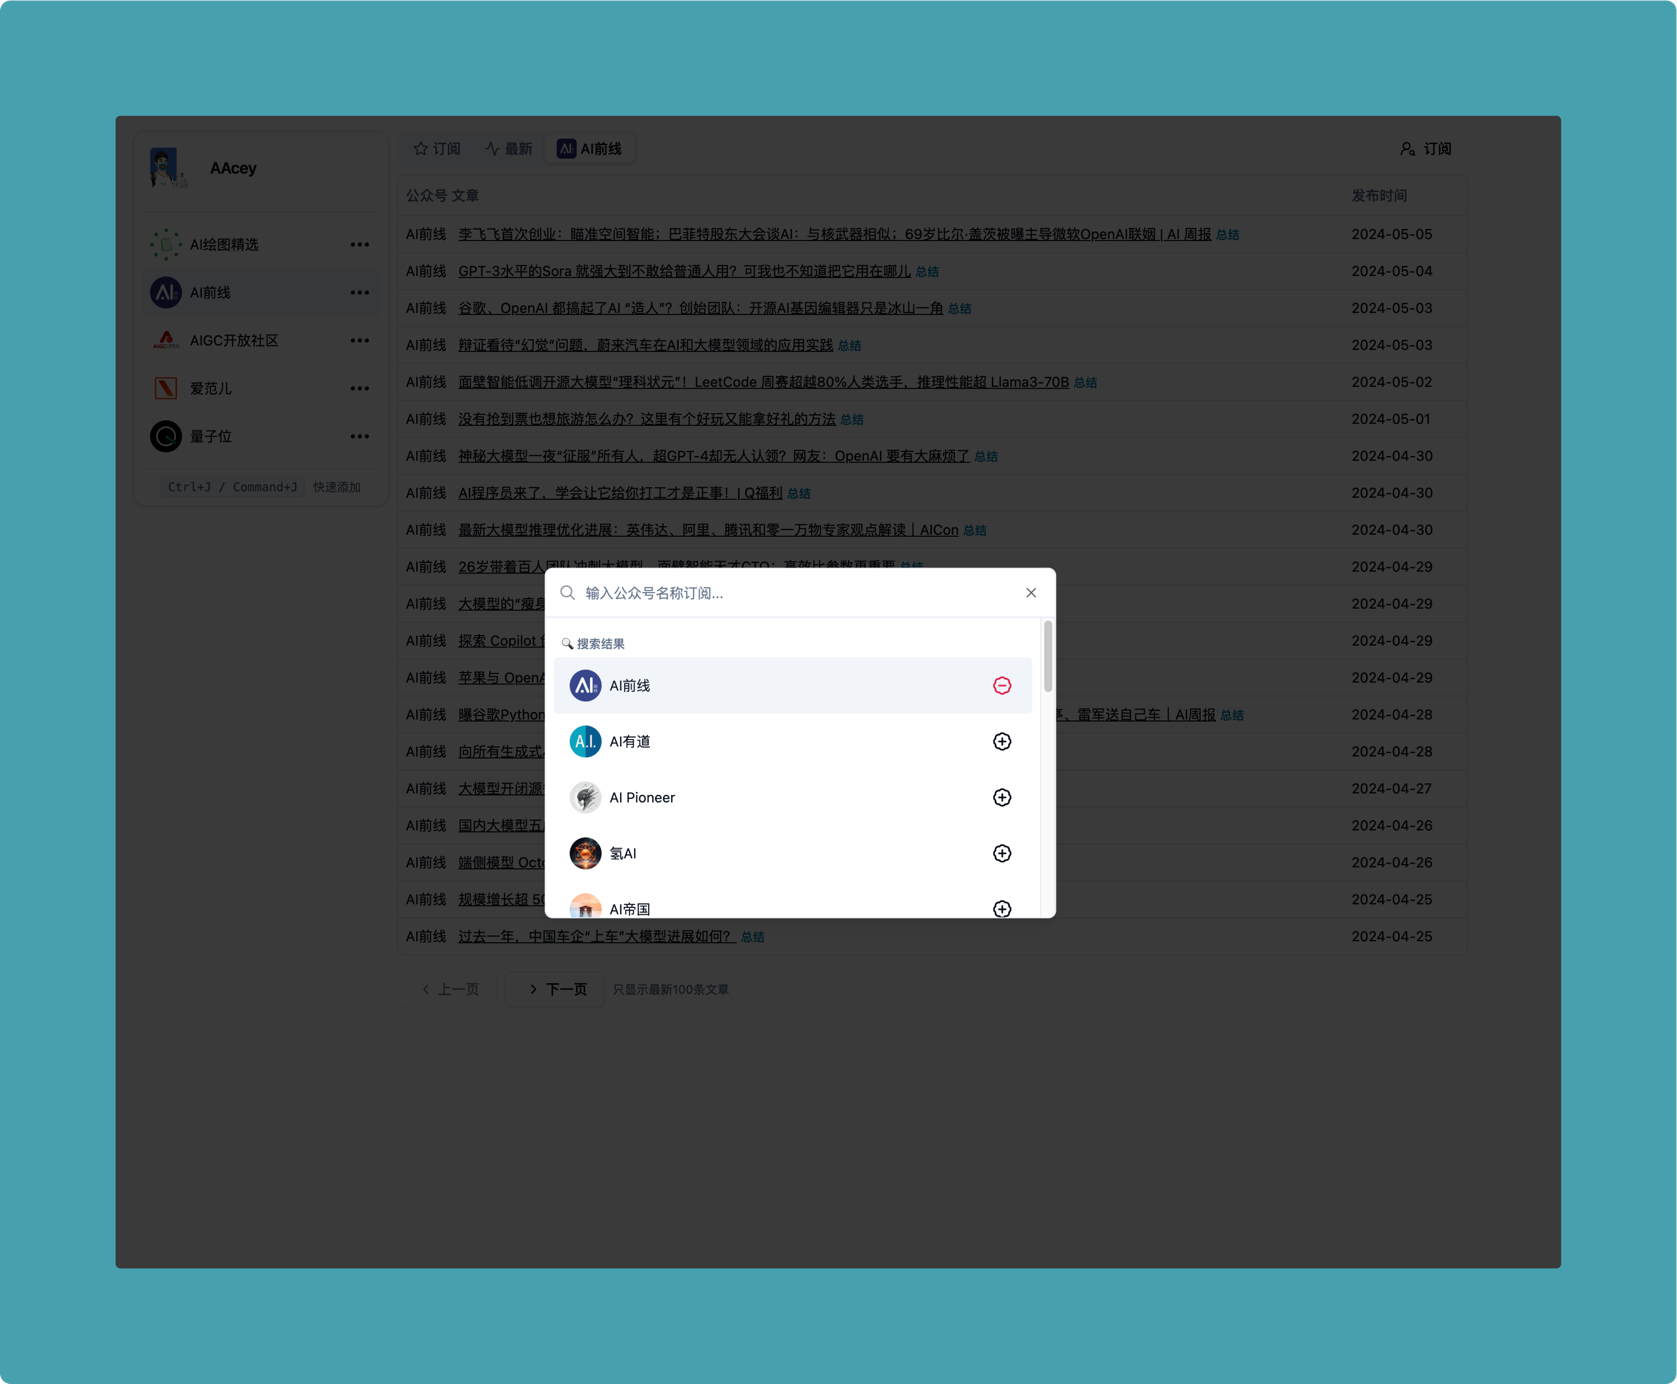 AAcey
AI绘图精选
AI前线
AIGC开放社区
爱范儿
量子位
Ctrl+J / Command+J 快速添加
订阅 最新 AI前线 订阅
公众号 文章 发布时间
AI前线 李飞飞首次创业：瞄准空间智能；巴菲特股东大会谈AI：与核武器相似；69岁比尔·盖茨被曝主导微软OpenAI联姻 | AI 周报 总结 2024-05-05
AI前线 GPT-3水平的Sora 就强大到不敢给普通人用？可我也不知道把它用在哪儿 总结 2024-05-04
AI前线 谷歌、OpenAI 都搞起了AI “造人”？创始团队：开源AI基因编辑器只是冰山一角 总结 2024-05-03
AI前线 辩证看待“幻觉”问题，蔚来汽车在AI和大模型领域的应用实践 总结 2024-05-03
AI前线 面壁智能低调开源大模型“理科状元”！LeetCode 周赛超越80%人类选手，推理性能超 Llama3-70B 总结 2024-05-02
AI前线 没有抢到票也想旅游怎么办？这里有个好玩又能拿好礼的方法 总结 2024-05-01
AI前线 神秘大模型一夜“征服”所有人，超GPT-4却无人认领？网友：OpenAI 要有大麻烦了 总结 2024-04-30
AI前线 AI程序员来了，学会让它给你打工才是正事！| Q福利 总结 2024-04-30
AI前线 最新大模型推理优化进展：英伟达、阿里、腾讯和零一万物专家观点解读｜AICon 总结 2024-04-30
AI前线 26岁带着百人团队冲刺大模型，面壁智能天才CTO：高效比参数更重要 总结 2024-04-29
AI前线 大模型的“瘦身 2024-04-29
AI前线 探索 Copilot 2024-04-29
AI前线 苹果与 OpenA 2024-04-29
AI前线 曝谷歌Python 、雷军送自己车｜AI周报 总结 2024-04-28
AI前线 向所有生成式 2024-04-28
AI前线 大模型开闭源 2024-04-27
AI前线 国内大模型五 2024-04-26
AI前线 端侧模型 Octo 2024-04-26
AI前线 规模增长超 50 2024-04-25
AI前线 过去一年，中国车企“上车”大模型进展如何？ 总结 2024-04-25
上一页 下一页 只显示最新100条文章
输入公众号名称订阅...
搜索结果
AI前线
A.I. AI有道
AI Pioneer
氢AI
AI帝国